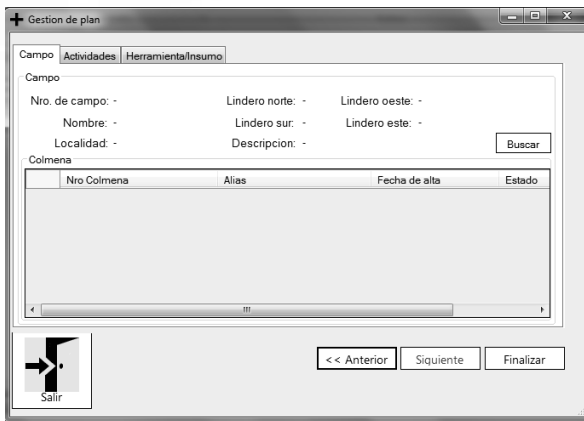 Gestion de plan
Campo Actividades Herramienta/Insumo
Campo
Nro. de campo: - Lindero norte: - Lindero oeste: -
Nombre: - Lindero sur: - Lindero este: -
Localidad: - Descripcion: - Buscar
Colmena
Nro Colmena Alias Fecha de alta Estado
<< Anterior Siguiente Finalizar
Salir